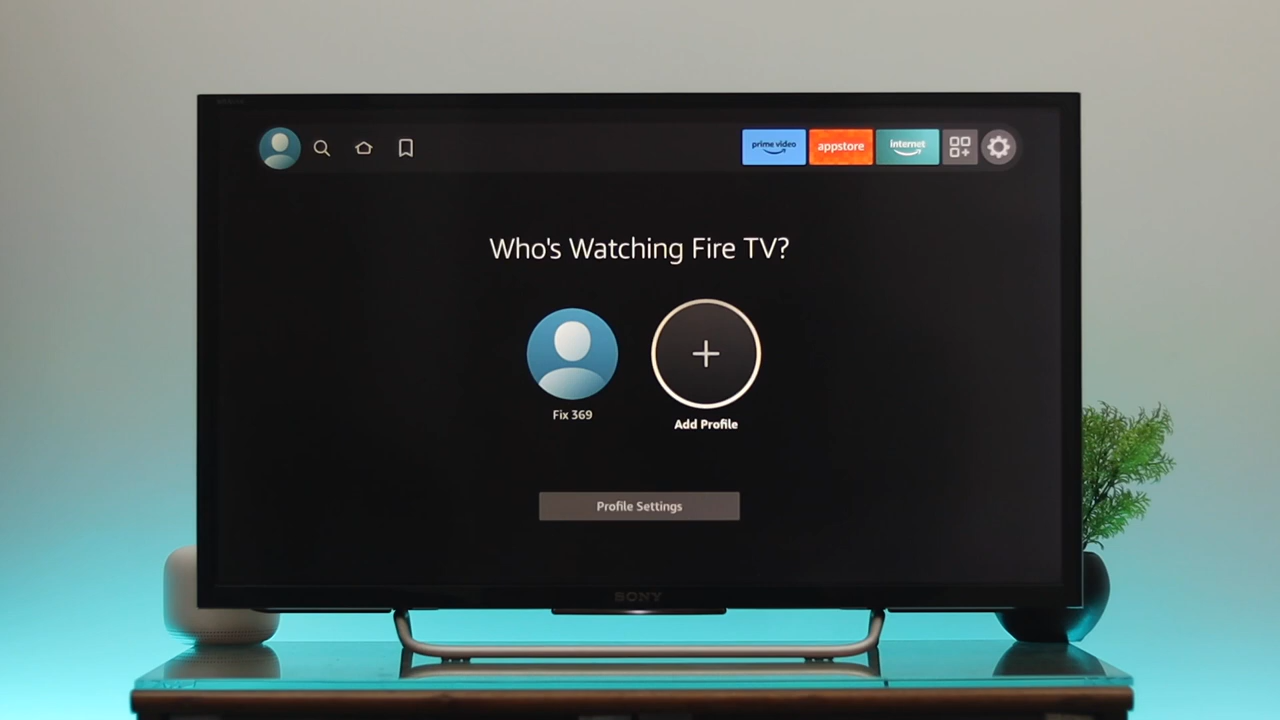 prime video
appstore
internet
Who's Watching Fire TV?
Fix 369
Add Profile
Profile Settings
SONY